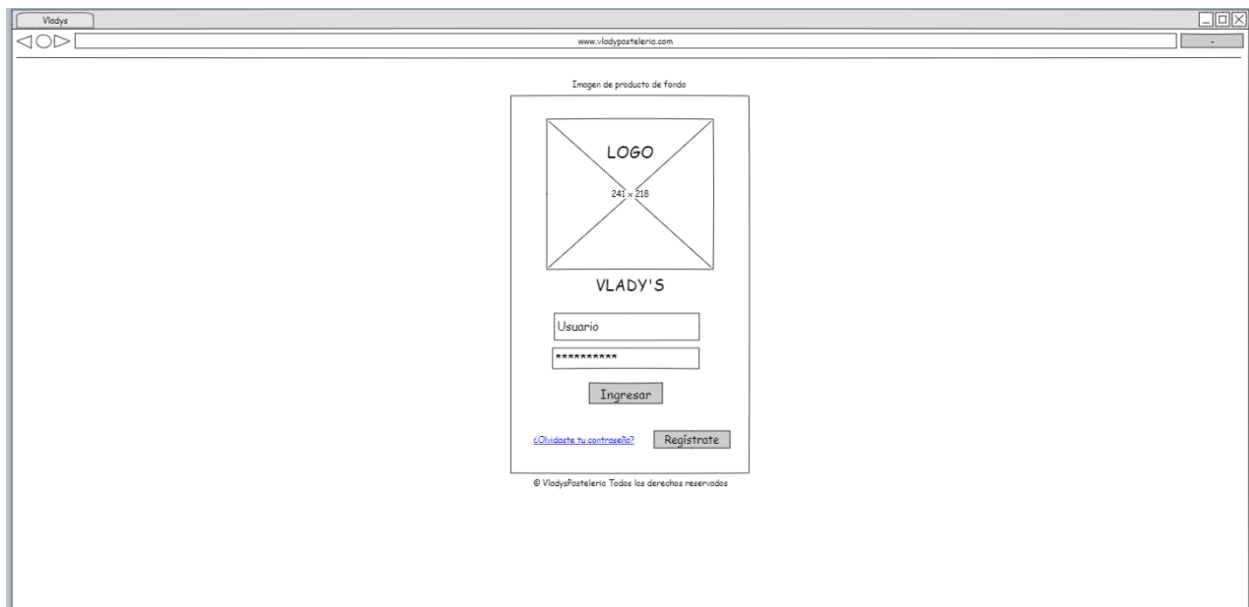 Vladys
www.vladypasteleria.com
-
Imagen de producto de fondo
LOGO
241 x 218
VLADY'S
Usuario
**********
Ingresar
¿Olvidaste tu contraseña?
Regístrate
© VladysPasteleria Todos los derechos reservados